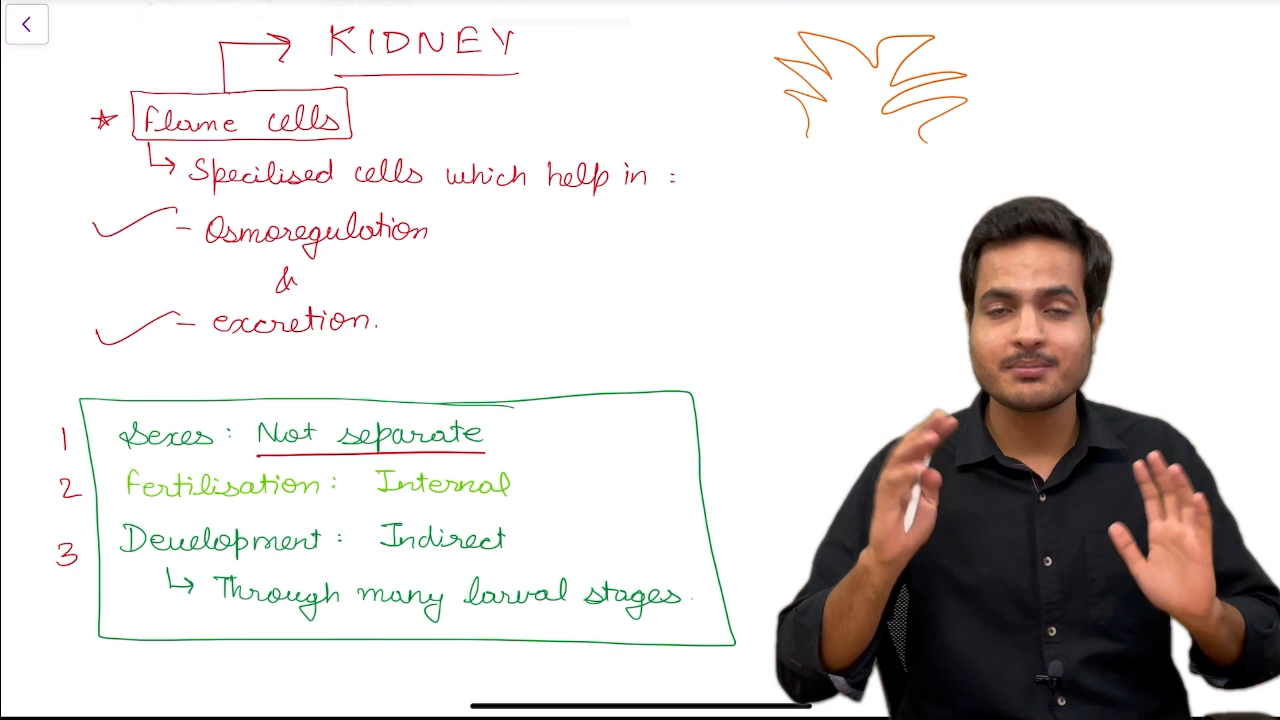 KIDNEY
flame cells
Specilised cells which help in :
- Osmoregulation
&
- excretion.
1 Sexes : Not separate
2 Fertilisation : Internal
3 Development : Indirect
Through many larval stages.